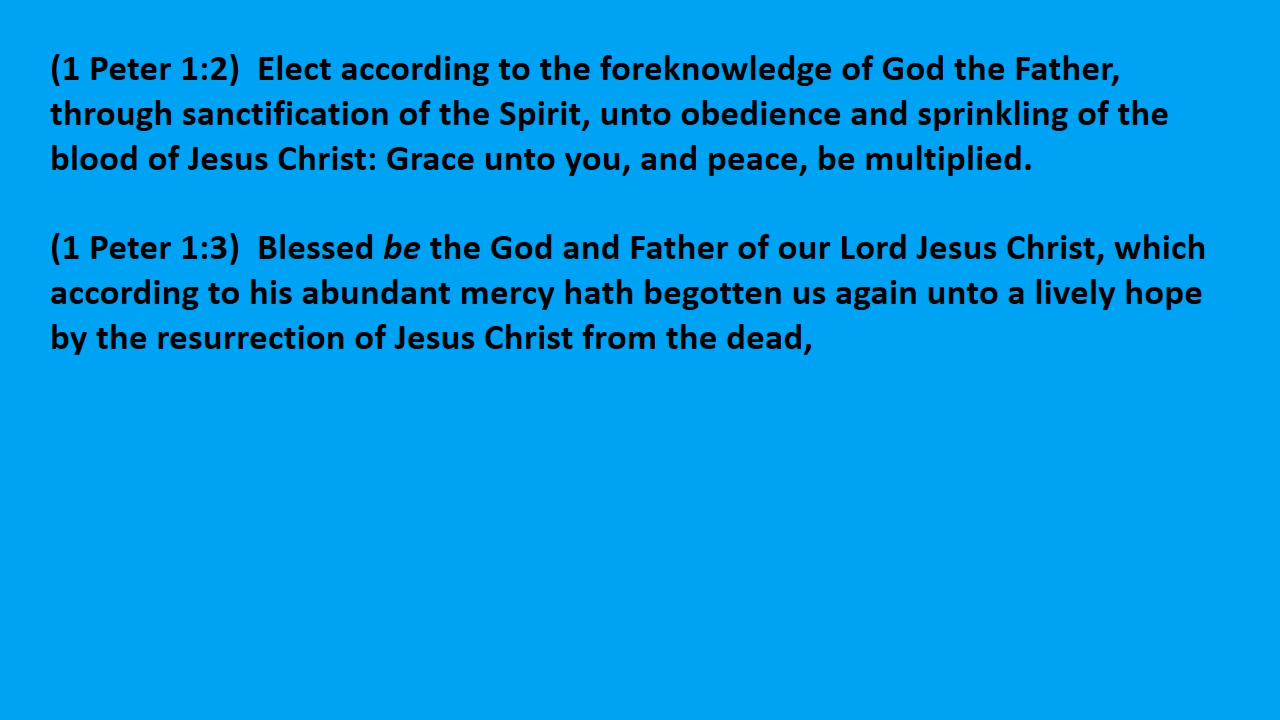 (1 Peter 1:2)  Elect according to the foreknowledge of God the Father,
through sanctification of the Spirit, unto obedience and sprinkling of the
blood of Jesus Christ: Grace unto you, and peace, be multiplied.
(1 Peter 1:3)  Blessed be the God and Father of our Lord Jesus Christ, which
according to his abundant mercy hath begotten us again unto a lively hope
by the resurrection of Jesus Christ from the dead,